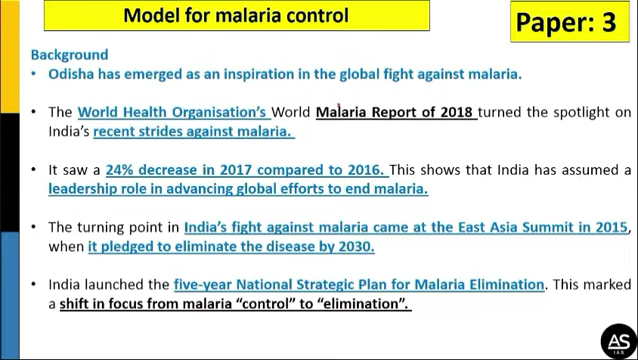 Model for malaria control
Paper: 3
Background
• Odisha has emerged as an inspiration in the global fight against malaria.
• The World Health Organisation's World Malaria Report of 2018 turned the spotlight on
India's recent strides against malaria.
• It saw a 24% decrease in 2017 compared to 2016. This shows that India has assumed a
leadership role in advancing global efforts to end malaria.
• The turning point in India's fight against malaria came at the East Asia Summit in 2015,
when it pledged to eliminate the disease by 2030.
• India launched the five-year National Strategic Plan for Malaria Elimination. This marked
a shift in focus from malaria “control” to “elimination”.
AS
IAS